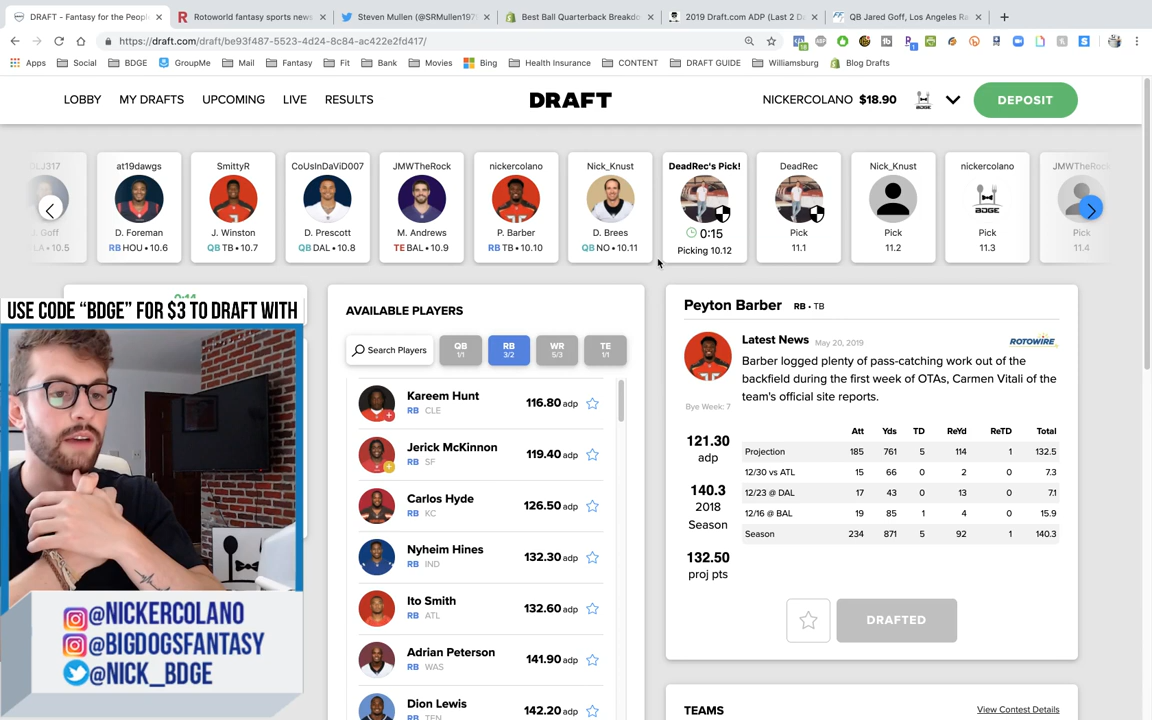 DRAFT - Fantasy for the Peopl
Rotoworld fantasy sports news
Steven Mullen (@SRMullen197
Best Ball Quarterback Breakdo
2019 Draft.com ADP (Last 2 D
QB Jared Goff, Los Angeles Ra
https://draft.com/draft/be93f487-5523-4d24-8c84-ac422e2fd417/
Apps Social BDGE GroupMe Mail Fantasy Fit Bank Movies Bing Health Insurance CONTENT DRAFT GUIDE Williamsburg Blog Drafts
LOBBY MY DRAFTS UPCOMING LIVE RESULTS DRAFT NICKERCOLANO $18.90 DEPOSIT
at19dawgs SmittyR CoUsInDaViD007 JMWTheRock nickercolano Nick_Knust DeadRec's Pick! DeadRec Nick_Knust nickercolano JMWTheRock
J. Goff D. Foreman J. Winston D. Prescott M. Andrews P. Barber D. Brees 0:15 Pick Pick Pick Pick
LA • 10.5 RB HOU • 10.6 QB TB • 10.7 QB DAL • 10.8 TE BAL • 10.9 RB TB • 10.10 QB NO • 10.11 Picking 10.12 11.1 11.2 11.3 11.4
USE CODE "BDGE" FOR $3 TO DRAFT WITH
@NICKERCOLANO
@BIGDOGSFANTASY
@NICK_BDGE
AVAILABLE PLAYERS
Search Players
QB RB WR TE
1/1 3/2 5/3 1/1
Kareem Hunt 116.80 adp
RB CLE
Jerick McKinnon 119.40 adp
RB SF
Carlos Hyde 126.50 adp
RB KC
Nyheim Hines 132.30 adp
RB IND
Ito Smith 132.60 adp
RB ATL
Adrian Peterson 141.90 adp
RB WAS
Dion Lewis 142.20 adp
RB TEN
Peyton Barber RB • TB
Latest News May 20, 2019 ROTOWIRE
Barber logged plenty of pass-catching work out of the
backfield during the first week of OTAs, Carmen Vitali of the
team's official site reports.
Bye Week: 7
121.30
adp
140.3
2018
Season
132.50
proj pts
Att Yds TD ReYd ReTD Total
Projection 185 761 5 114 1 132.5
12/30 vs ATL 15 66 0 2 0 7.3
12/23 @ DAL 17 43 0 13 0 7.1
12/16 @ BAL 19 85 1 4 0 15.9
Season 234 871 5 92 1 140.3
DRAFTED
TEAMS View Contest Details